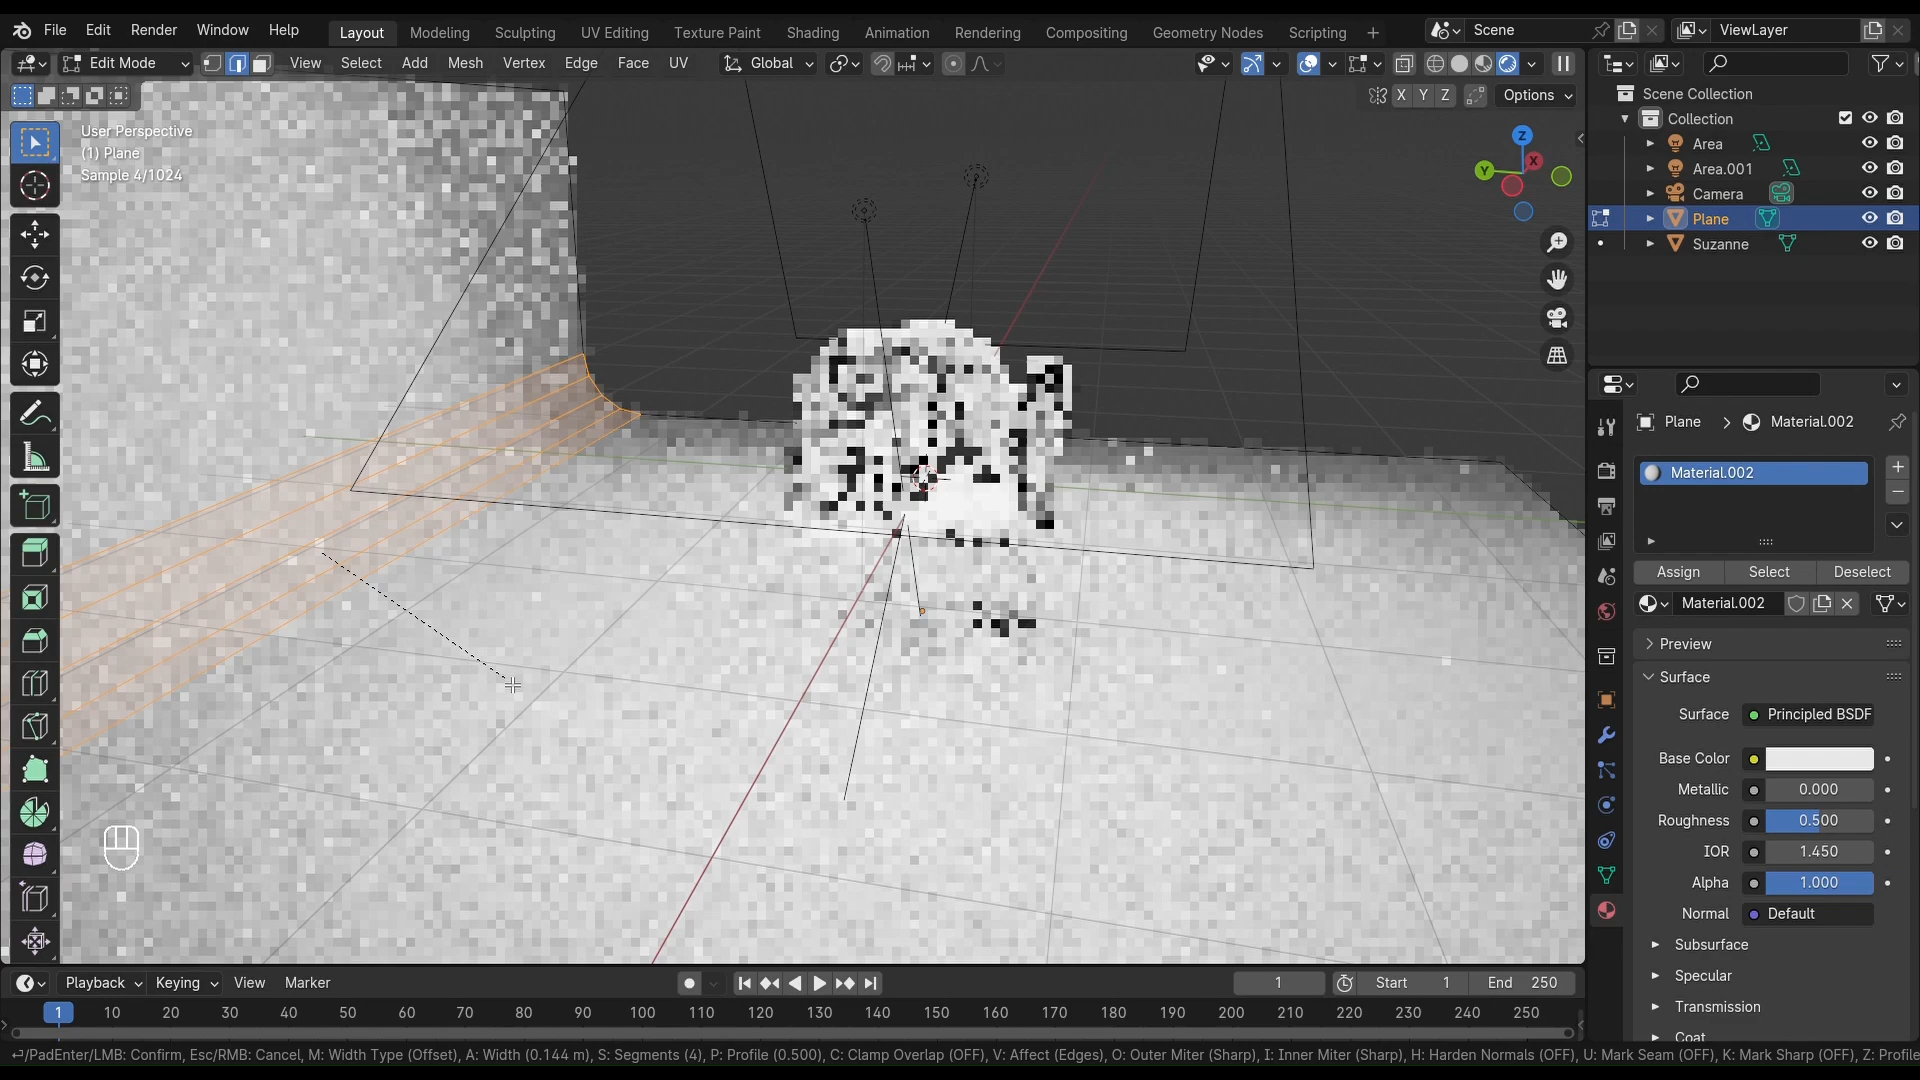 File Edit Render Window Help Layout Modeling Sculpting UV Editing Texture Paint Shading Animation Rendering Compositing Geometry Nodes Scripting + Scene ViewLayer
Edit Mode View Select Add Mesh Vertex Edge Face UV Global
X Y Z Options
User Perspective
(1) Plane
Sample 4/1024
Z
Y
X
Scene Collection
Collection
Area
Area.001
Camera
Plane
Suzanne
Plane > Material.002
Material.002
Assign Select Deselect
Material.002
Preview
Surface
Surface Principled BSDF
Base Color
Metallic 0.000
Roughness 0.500
IOR 1.450
Alpha 1.000
Normal Default
Subsurface
Specular
Transmission
Coat
Playback Keying View Marker 1 Start 1 End 250
1 10 20 30 40 50 60 70 80 90 100 110 120 130 140 150 160 170 180 190 200 210 220 230 240 250
⏎/PadEnter/LMB: Confirm, Esc/RMB: Cancel, M: Width Type (Offset), A: Width (0.144 m), S: Segments (4), P: Profile (0.500), C: Clamp Overlap (OFF), V: Affect (Edges), O: Outer Miter (Sharp), I: Inner Miter (Sharp), H: Harden Normals (OFF), U: Mark Seam (OFF), K: Mark Sharp (OFF), Z: Profile